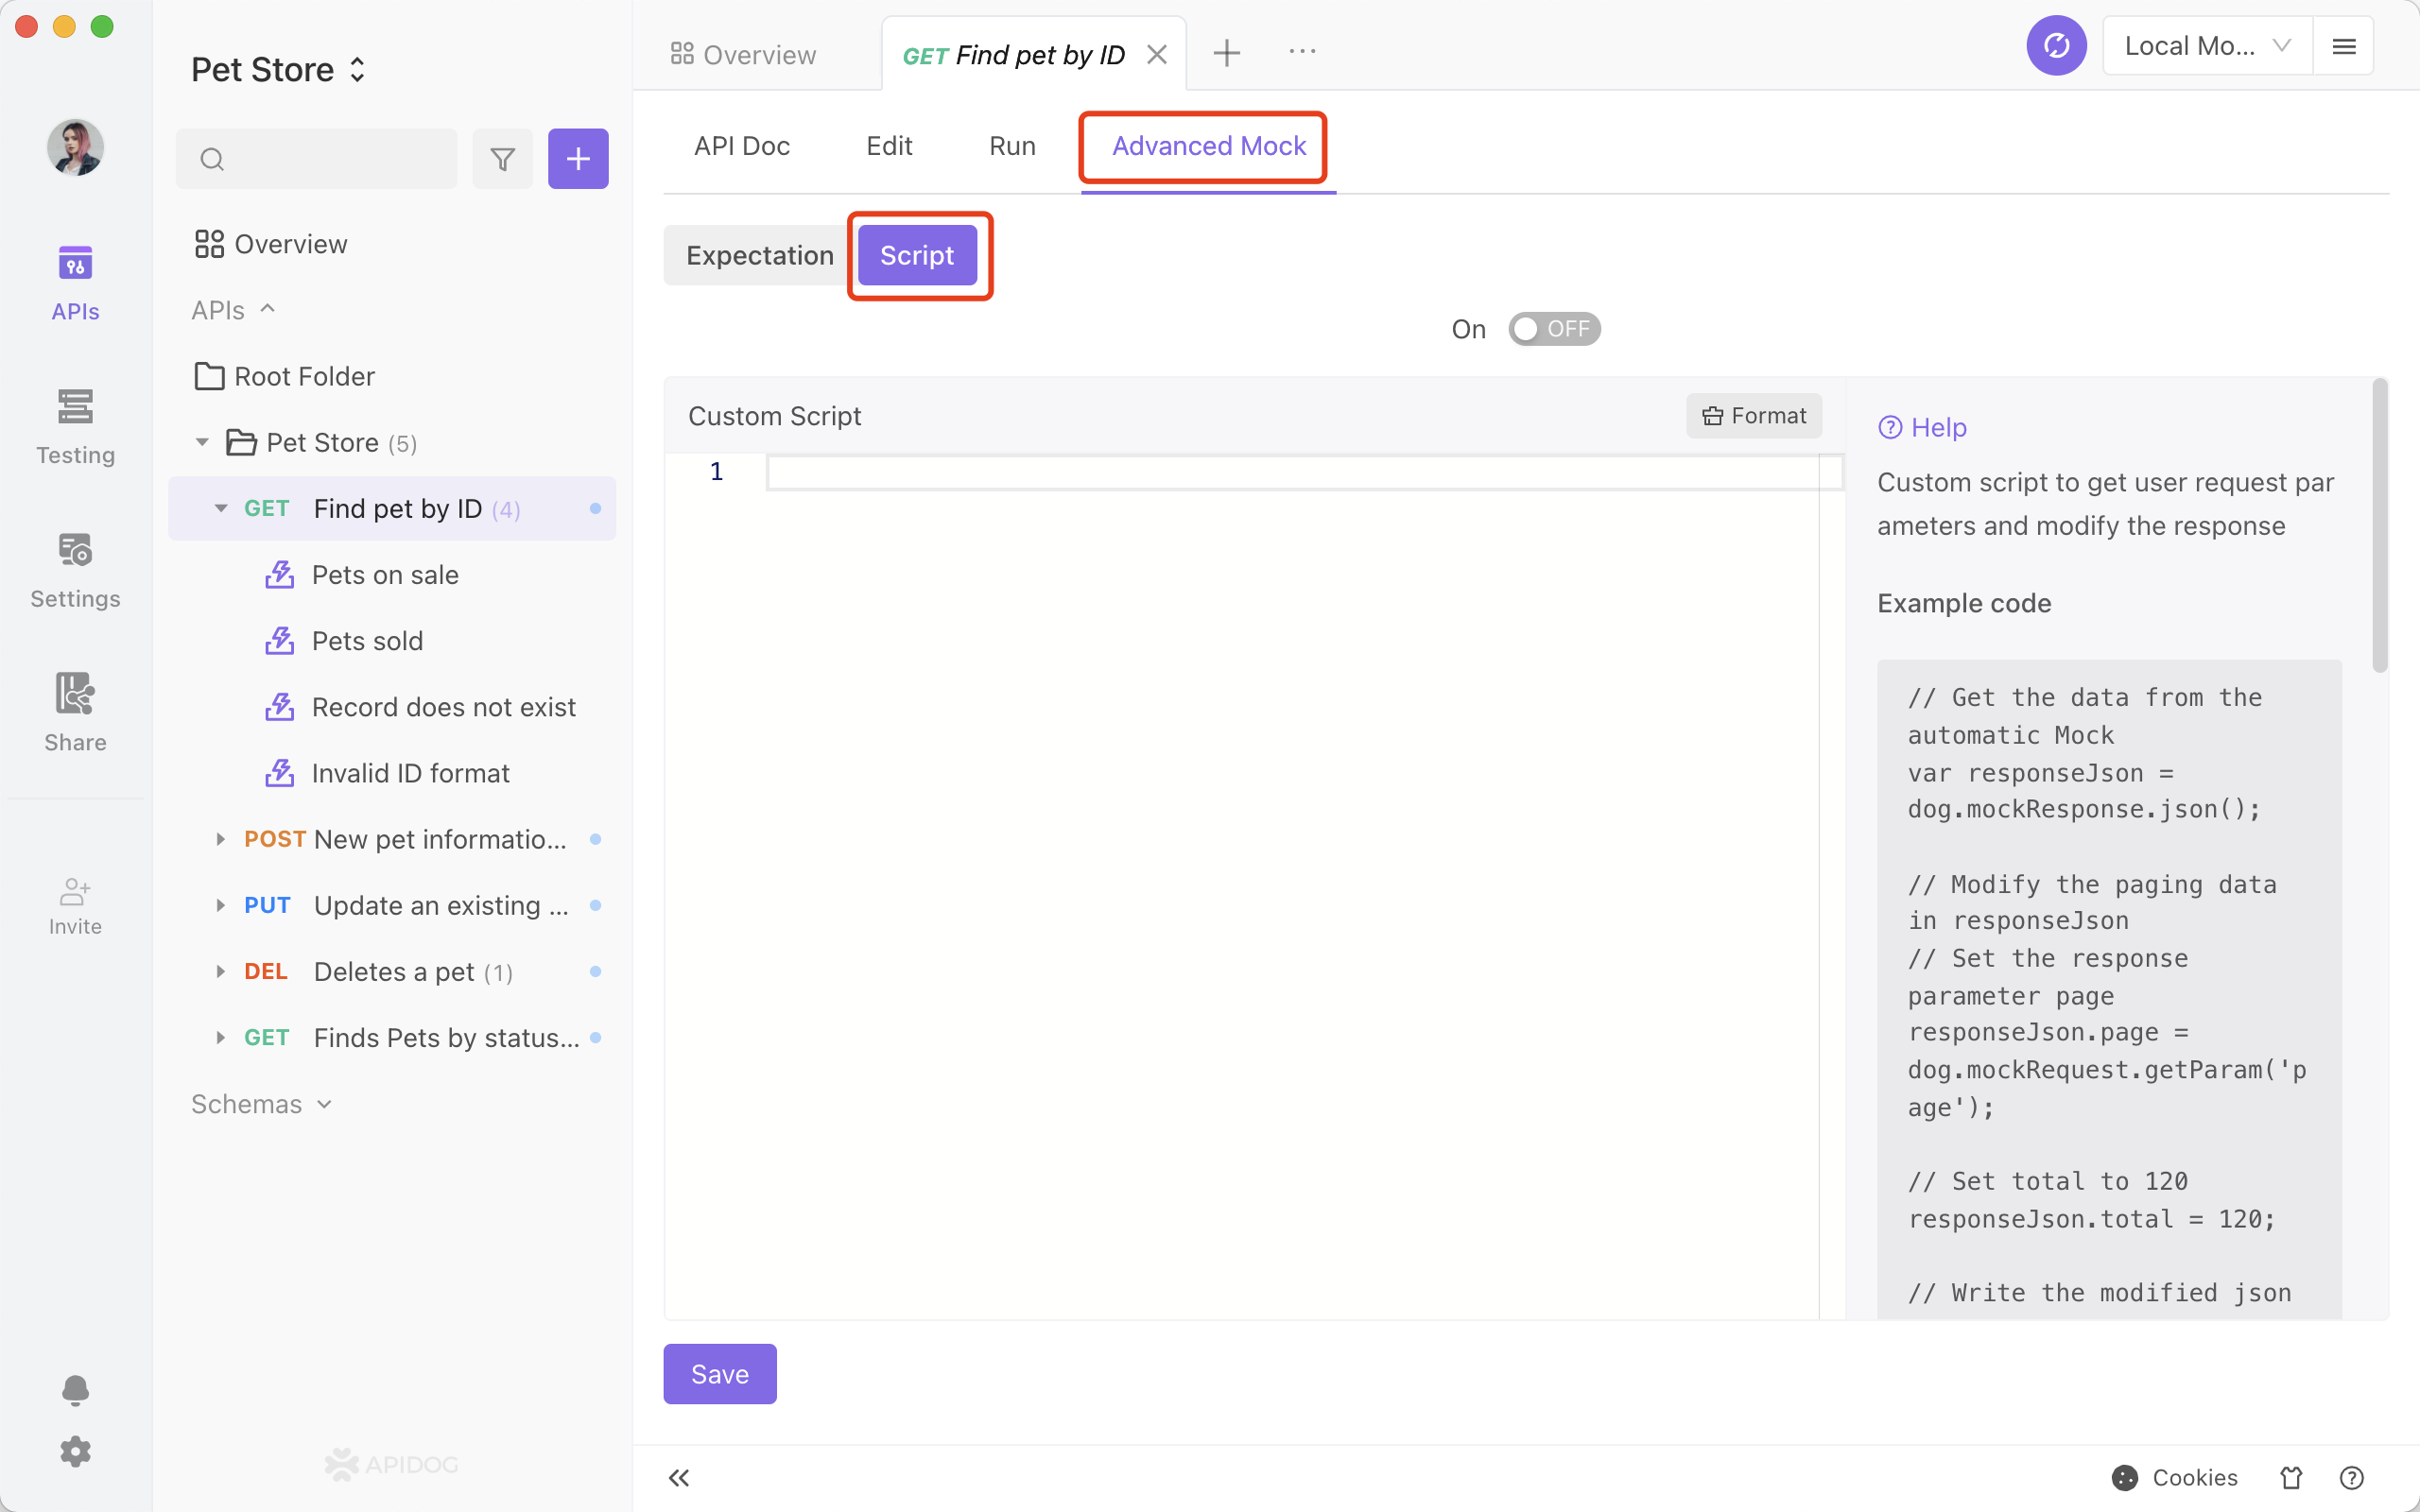 Pet Store
APIs
Testing
Settings
Share
Invite
Overview
APIs
Root Folder
Pet Store (5)
GET Find pet by ID (4)
Pets on sale
Pets sold
Record does not exist
Invalid ID format
POST New pet informatio...
PUT Update an existing ...
DEL Deletes a pet (1)
GET Finds Pets by status...
Schemas
APIDOG
Overview
GET Find pet by ID
Local Mo...
API Doc Edit Run Advanced Mock
Expectation Script
On OFF
Custom Script
Format
1
Help
Custom script to get user request par
ameters and modify the response
Example code
// Get the data from the
automatic Mock
var responseJson =
dog.mockResponse.json();
// Modify the paging data
in responseJson
// Set the response
parameter page
responseJson.page =
dog.mockRequest.getParam('p
age');
// Set total to 120
responseJson.total = 120;
// Write the modified json
Save
Cookies